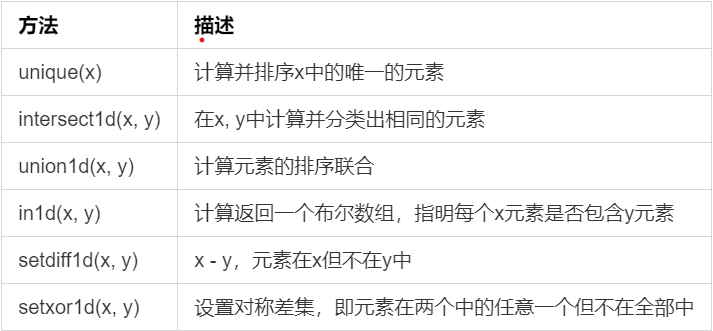 方法 描述
unique(x) 计算并排序x中的唯一的元素
intersect1d(x, y) 在x, y中计算并分类出相同的元素
union1d(x, y) 计算元素的排序联合
in1d(x, y) 计算返回一个布尔数组，指明每个x元素是否包含y元素
setdiff1d(x, y) x - y，元素在x但不在y中
setxor1d(x, y) 设置对称差集，即元素在两个中的任意一个但不在全部中